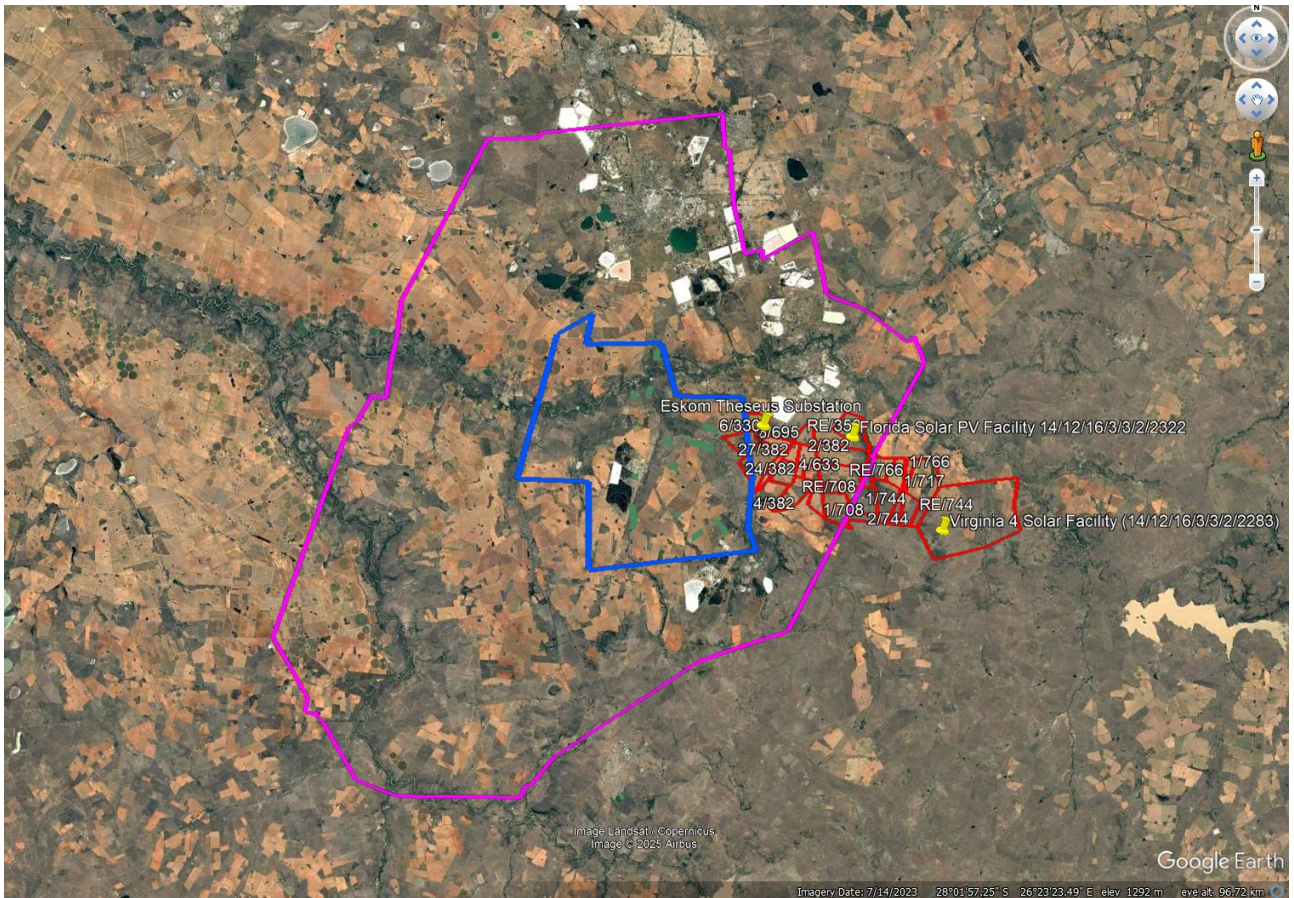 N
Eskom Theseus Substation
6/330
6/695
RE/35
Florida Solar PV Facility 14/12/16/3/3/2/2322
27/382
2/382
24/382
4/633
RE/766
1/766
1/717
4/382
RE/708
1/708
1/744
2/744
RE/744
Virginia 4 Solar Facility (14/12/16/3/3/2/2283)
Image Landsat / Copernicus
Image © 2025 Airbus
Google Earth
Imagery Date: 7/14/2023 28°01'57.25" S 26°23'23.49" E elev 1292 m eye alt 96.72 km